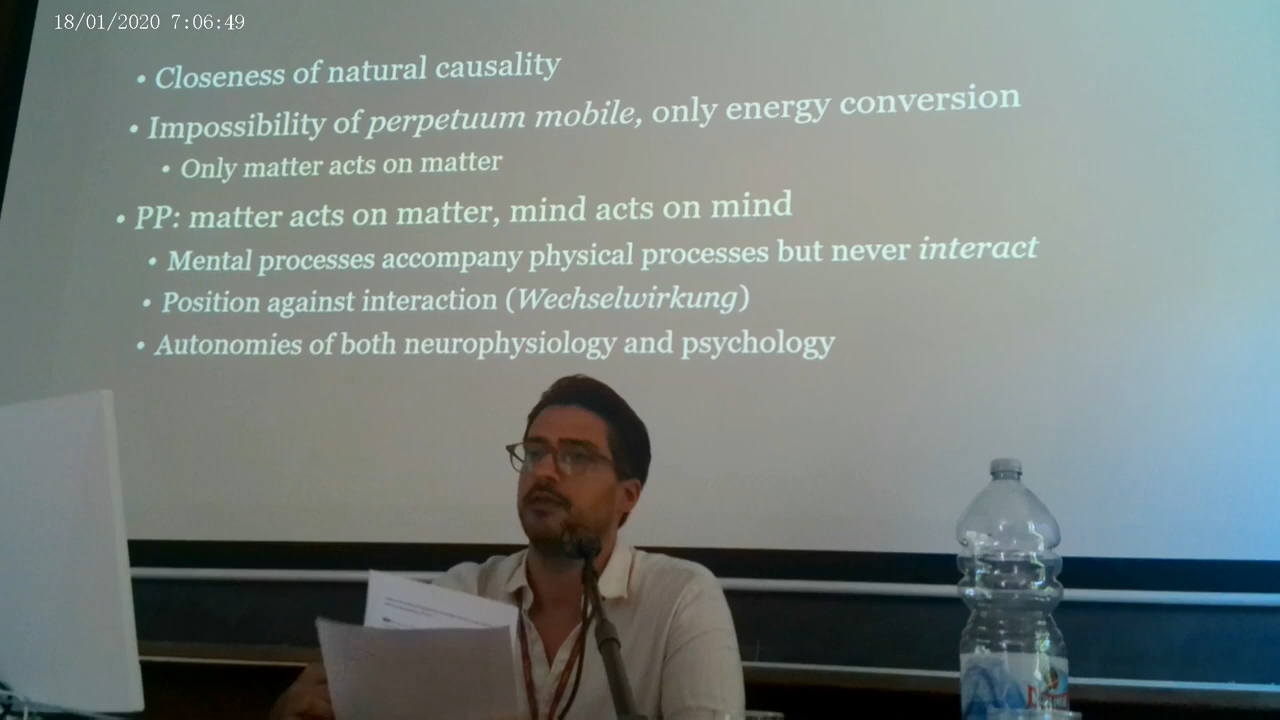 18/01/2020 7:06:49
• Closeness of natural causality
• Impossibility of perpetuum mobile, only energy conversion
• Only matter acts on matter
• PP: matter acts on matter, mind acts on mind
• Mental processes accompany physical processes but never interact
• Position against interaction (Wechselwirkung)
• Autonomies of both neurophysiology and psychology